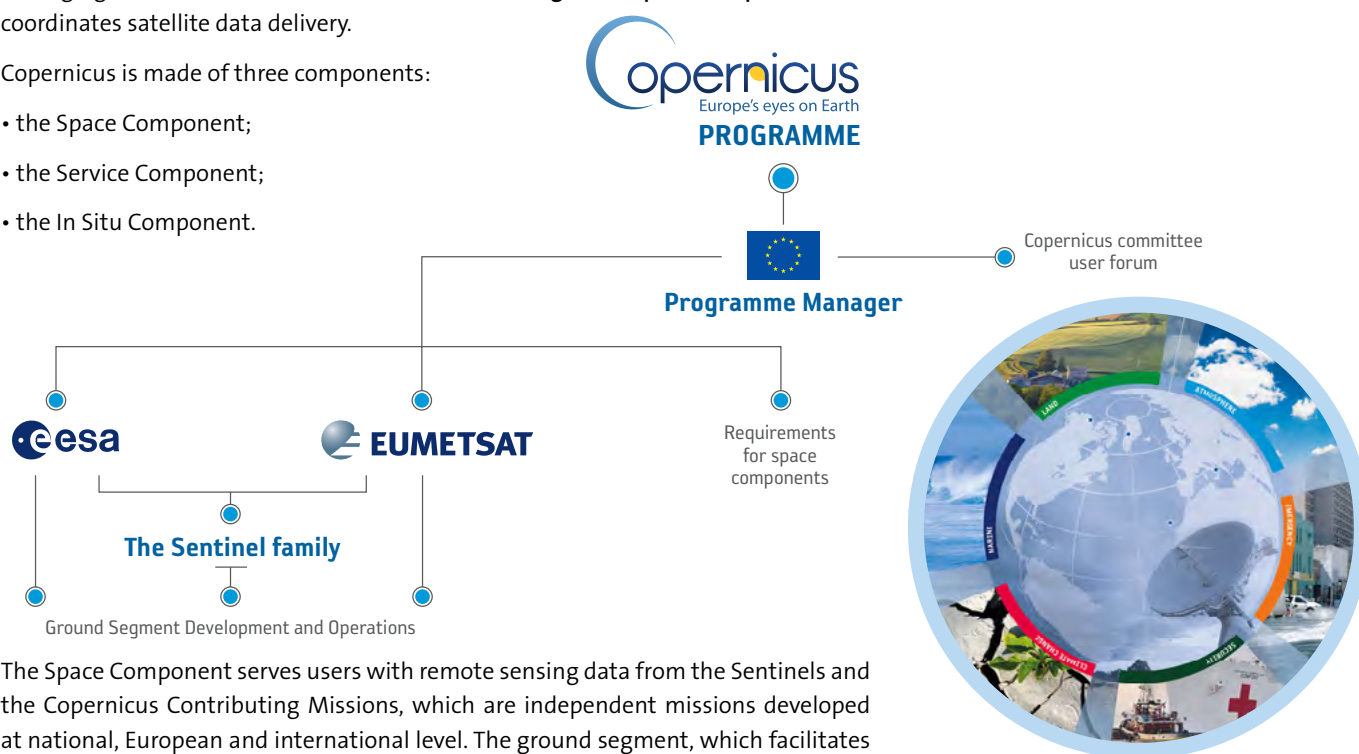 coordinates satellite data delivery.
Copernicus is made of three components:
• the Space Component;
• the Service Component;
• the In Situ Component.
opernicus
Europe's eyes on Earth
PROGRAMME
Copernicus committee
user forum
Programme Manager
esa
EUMETSAT
Requirements
for space
components
The Sentinel family
Ground Segment Development and Operations
LAND
ATMOSPHERE
MARINE
EMERGENCY
CLIMATE CHANGE
SECURITY
The Space Component serves users with remote sensing data from the Sentinels and
the Copernicus Contributing Missions, which are independent missions developed
at national, European and international level. The ground segment, which facilitates